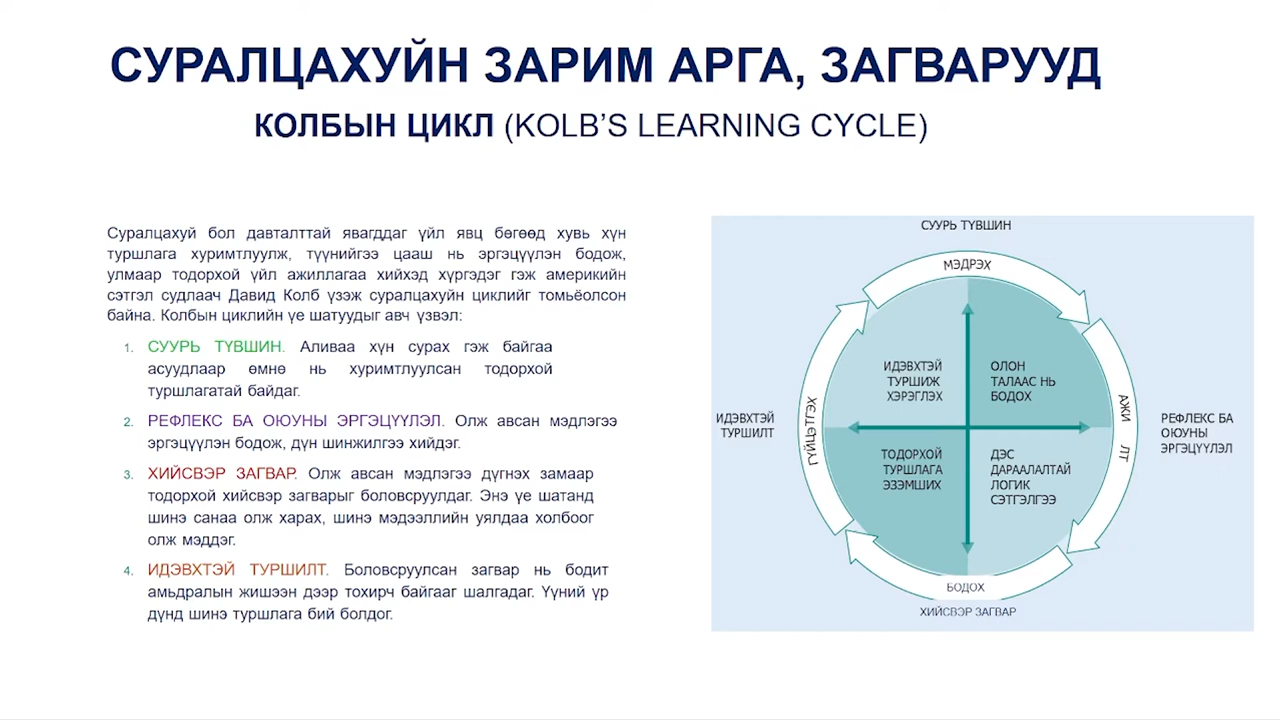 СУРАЛЦАХУЙН ЗАРИМ АРГА, ЗАГВАРУУД
КОЛБЫН ЦИКЛ (KOLB’S LEARNING CYCLE)
Суралцахуй бол давталттай явагддаг үйл явц бөгөөд хувь хүн
туршлага хуримтлуулж, түүнийгээ цааш нь эргэцүүлэн бодож,
улмаар тодорхой үйл ажиллагаа хийхэд хүргэдэг гэж америкийн
сэтгэл судлаач Давид Колб үзэж суралцахуйн циклийг томьёолсон
байна. Колбын циклийн үе шатуудыг авч үзвэл:
1. СУУРЬ ТҮВШИН. Аливаа хүн сурах гэж байгаа
асуудлаар өмнө нь хуримтлуулсан тодорхой
туршлагатай байдаг.
2. РЕФЛЕКС БА ОЮУНЫ ЭРГЭЦҮҮЛЭЛ. Олж авсан мэдлэгээ
эргэцүүлэн бодож, дүн шинжилгээ хийдэг.
3. ХИЙСВЭР ЗАГВАР. Олж авсан мэдлэгээ дүгнэх замаар
тодорхой хийсвэр загварыг боловсруулдаг. Энэ үе шатанд
шинэ санаа олж харах, шинэ мэдээллийн уялдаа холбоог
олж мэддэг.
4. ИДЭВХТЭЙ ТУРШИЛТ. Боловсруулсан загвар нь бодит
амьдралын жишээн дээр тохирч байгааг шалгадаг. Үүний үр
дүнд шинэ туршлага бий болдог.
СУУРЬ ТҮВШИН
МЭДРЭХ
ИДЭВХТЭЙ
ТУРШИЖ
ХЭРЭГЛЭХ
ОЛОН
ТАЛААС НЬ
БОДОХ
ГҮЙЦЭТГЭХ
АЖИ ЛТ
ИДЭВХТЭЙ
ТУРШИЛТ
РЕФЛЕКС БА
ОЮУНЫ
ЭРГЭЦҮҮЛЭЛ
ТОДОРХОЙ
ТУРШЛАГА
ЭЗЭМШИХ
ДЭС
ДАРААЛАЛТАЙ
ЛОГИК
СЭТГЭЛГЭЭ
БОДОХ
ХИЙСВЭР ЗАГВАР